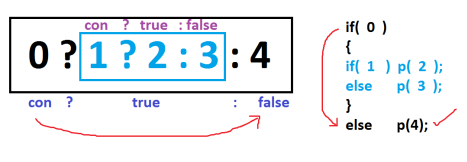 con ? true : false
0 ? 1 ? 2 : 3 : 4
con ? true : false
if( 0 )
{
if( 1 ) p( 2 );
else p( 3 );
}
else p(4);